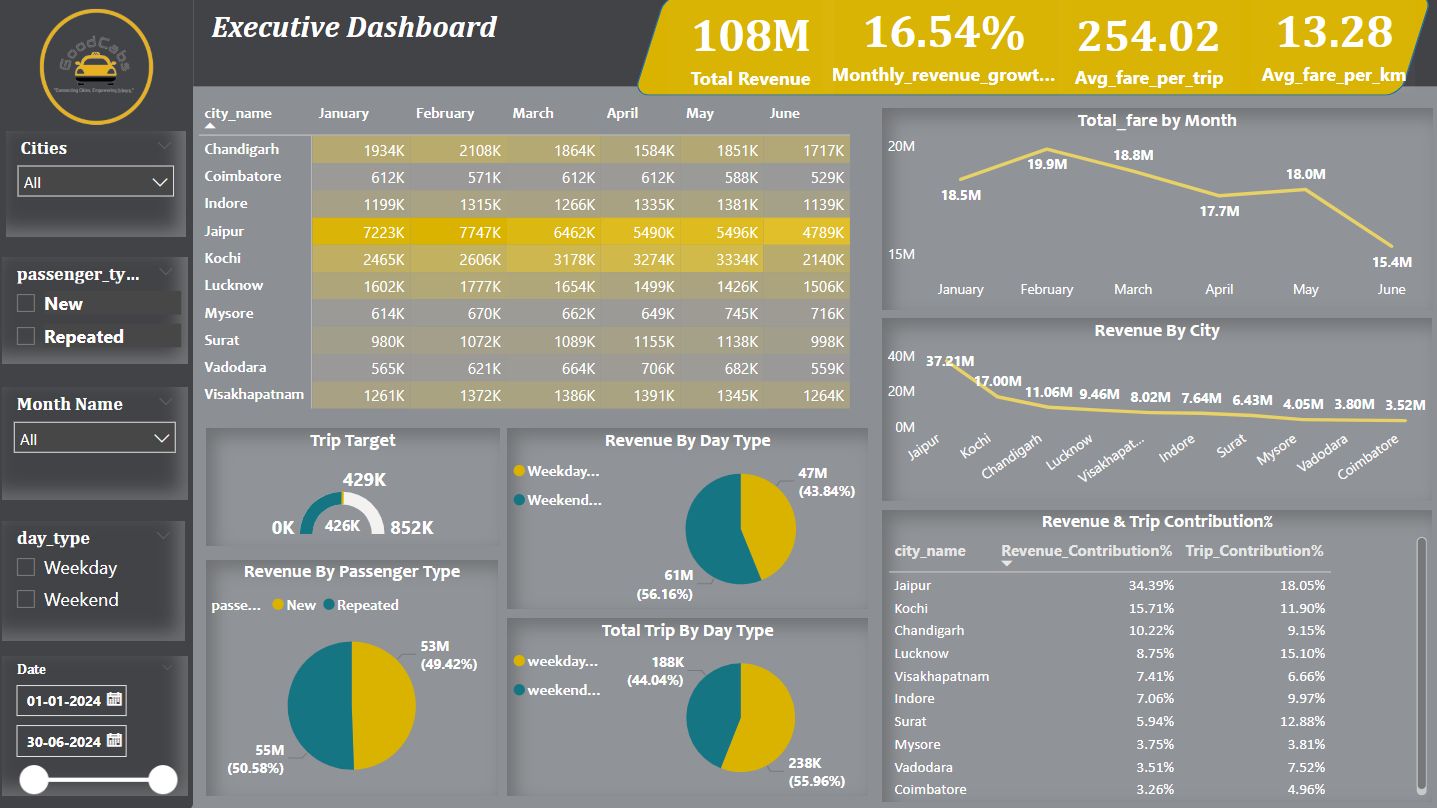 GoodCabs
"Connecting Cities, Empowering Drivers."
Executive Dashboard
108M
Total Revenue
16.54%
Monthly_revenue_growt...
254.02
Avg_fare_per_trip
13.28
Avg_fare_per_km
Cities
All
passenger_ty...
New
Repeated
Month Name
All
day_type
Weekday
Weekend
Date
01-01-2024
30-06-2024
city_name January February March April May June
Chandigarh 1934K 2108K 1864K 1584K 1851K 1717K
Coimbatore 612K 571K 612K 612K 588K 529K
Indore 1199K 1315K 1266K 1335K 1381K 1139K
Jaipur 7223K 7747K 6462K 5490K 5496K 4789K
Kochi 2465K 2606K 3178K 3274K 3334K 2140K
Lucknow 1602K 1777K 1654K 1499K 1426K 1506K
Mysore 614K 670K 662K 649K 745K 716K
Surat 980K 1072K 1089K 1155K 1138K 998K
Vadodara 565K 621K 664K 706K 682K 559K
Visakhapatnam 1261K 1372K 1386K 1391K 1345K 1264K
Trip Target
429K
0K 426K 852K
Revenue By Passenger Type
passe... New Repeated
53M
(49.42%)
55M
(50.58%)
Revenue By Day Type
Weekday...
Weekend...
47M
(43.84%)
61M
(56.16%)
Total Trip By Day Type
weekday...
weekend...
188K
(44.04%)
238K
(55.96%)
Total_fare by Month
20M
15M
18.5M
19.9M
18.8M
17.7M
18.0M
15.4M
January February March April May June
Revenue By City
40M
20M
0M
37.21M
17.00M
11.06M
9.46M
8.02M
7.64M
6.43M
4.05M
3.80M
3.52M
Jaipur
Kochi
Chandigarh
Lucknow
Visakhapat...
Indore
Surat
Mysore
Vadodara
Coimbatore
Revenue & Trip Contribution%
city_name Revenue_Contribution% Trip_Contribution%
Jaipur 34.39% 18.05%
Kochi 15.71% 11.90%
Chandigarh 10.22% 9.15%
Lucknow 8.75% 15.10%
Visakhapatnam 7.41% 6.66%
Indore 7.06% 9.97%
Surat 5.94% 12.88%
Mysore 3.75% 3.81%
Vadodara 3.51% 7.52%
Coimbatore 3.26% 4.96%